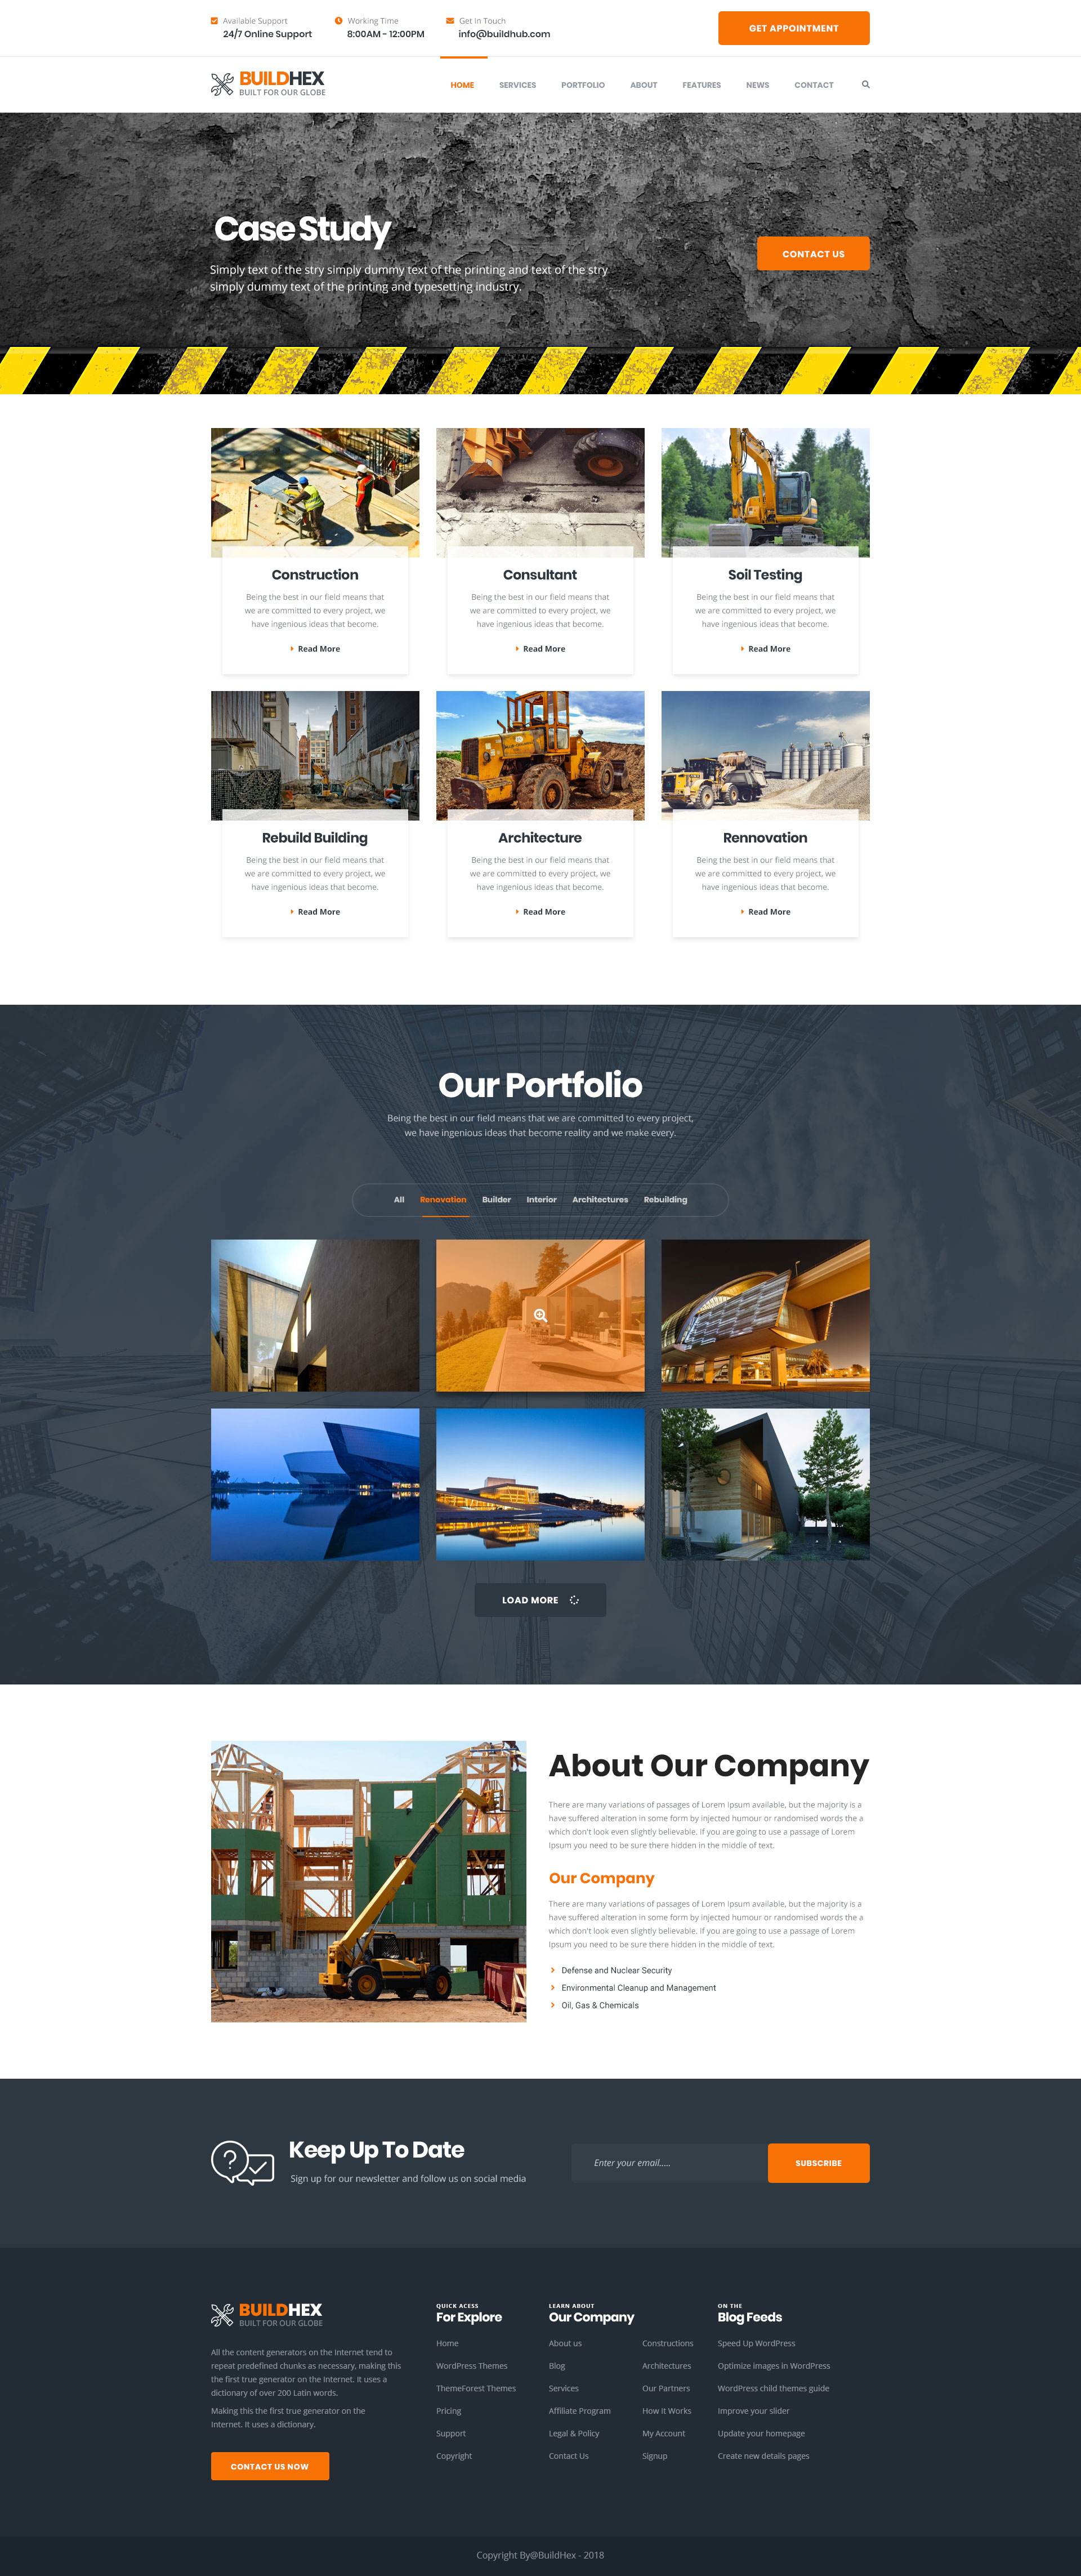 Available Support
24/7 Online Support
Working Time
8:00AM - 12:00PM
Get In Touch
info@buildhub.com
GET APPOINTMENT
BUILDHEX
BUILT FOR OUR GLOBE
HOME SERVICES PORTFOLIO ABOUT FEATURES NEWS CONTACT
Case Study
Simply text of the stry simply dummy text of the printing and text of the stry
simply dummy text of the printing and typesetting industry.
CONTACT US
Construction
Being the best in our field means that
we are committed to every project, we
have ingenious ideas that become.
Read More
Consultant
Being the best in our field means that
we are committed to every project, we
have ingenious ideas that become.
Read More
Soil Testing
Being the best in our field means that
we are committed to every project, we
have ingenious ideas that become.
Read More
Rebuild Building
Being the best in our field means that
we are committed to every project, we
have ingenious ideas that become.
Read More
Architecture
Being the best in our field means that
we are committed to every project, we
have ingenious ideas that become.
Read More
Rennovation
Being the best in our field means that
we are committed to every project, we
have ingenious ideas that become.
Read More
Our Portfolio
Being the best in our field means that we are committed to every project,
we have ingenious ideas that become reality and we make every.
All Renovation Builder Interior Architectures Rebuilding
LOAD MORE
About Our Company
There are many variations of passages of Lorem Ipsum available, but the majority is a
have suffered alteration in some form by injected humour or randomised words the a
which don't look even slightly believable. If you are going to use a passage of Lorem
Ipsum you need to be sure there hidden in the middle of text.
Our Company
There are many variations of passages of Lorem Ipsum available, but the majority is a
have suffered alteration in some form by injected humour or randomised words the a
which don't look even slightly believable. If you are going to use a passage of Lorem
Ipsum you need to be sure there hidden in the middle of text.
Defense and Nuclear Security
Environmental Cleanup and Management
Oil, Gas & Chemicals
Keep Up To Date
Sign up for our newsletter and follow us on social media
Enter your email.....
SUBSCRIBE
BUILDHEX
BUILT FOR OUR GLOBE
All the content generators on the Internet tend to
repeat predefined chunks as necessary, making this
the first true generator on the Internet. It uses a
dictionary of over 200 Latin words.
Making this the first true generator on the
Internet. It uses a dictionary.
CONTACT US NOW
QUICK ACESS
For Explore
Home
WordPress Themes
ThemeForest Themes
Pricing
Support
Copyright
LEARN ABOUT
Our Company
About us
Blog
Services
Affiliate Program
Legal & Policy
Contact Us
Constructions
Architectures
Our Partners
How It Works
My Account
Signup
ON THE
Blog Feeds
Speed Up WordPress
Optimize images in WordPress
WordPress child themes guide
Improve your slider
Update your homepage
Create new details pages
Copyright By@BuildHex - 2018